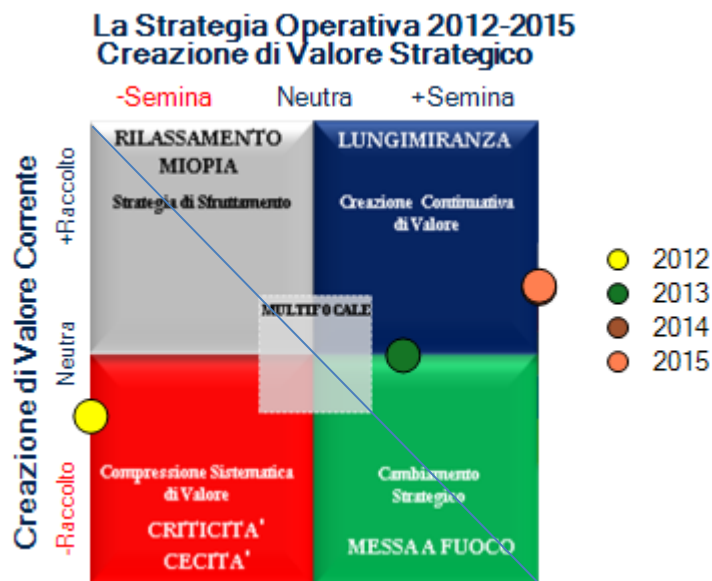 La Strategia Operativa 2012-2015
Creazione di Valore Strategico
-Semina Neutra +Semina
Creazione di Valore Corrente
+Raccolto
Neutra
-Raccolto
RILASSAMENTO
MIOPIA
Strategia di Sfruttamento
LUNGIMIRANZA
Creazione Continuativa
di Valore
MULTIFOCALE
Compressione Sistematica
di Valore
CRITICITA'
CECITA'
Cambiamento
Strategico
MESSA A FUOCO
2012
2013
2014
2015